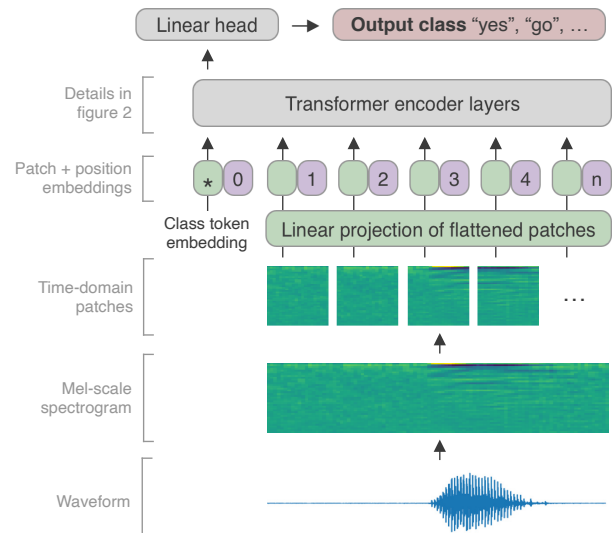 Linear head
Output class "yes", "go", ...
Details in
figure 2
Transformer encoder layers
Patch + position
embeddings
* 0 1 2 3 4 n
Class token
embedding
Linear projection of flattened patches
Time-domain
patches
...
Mel-scale
spectrogram
Waveform